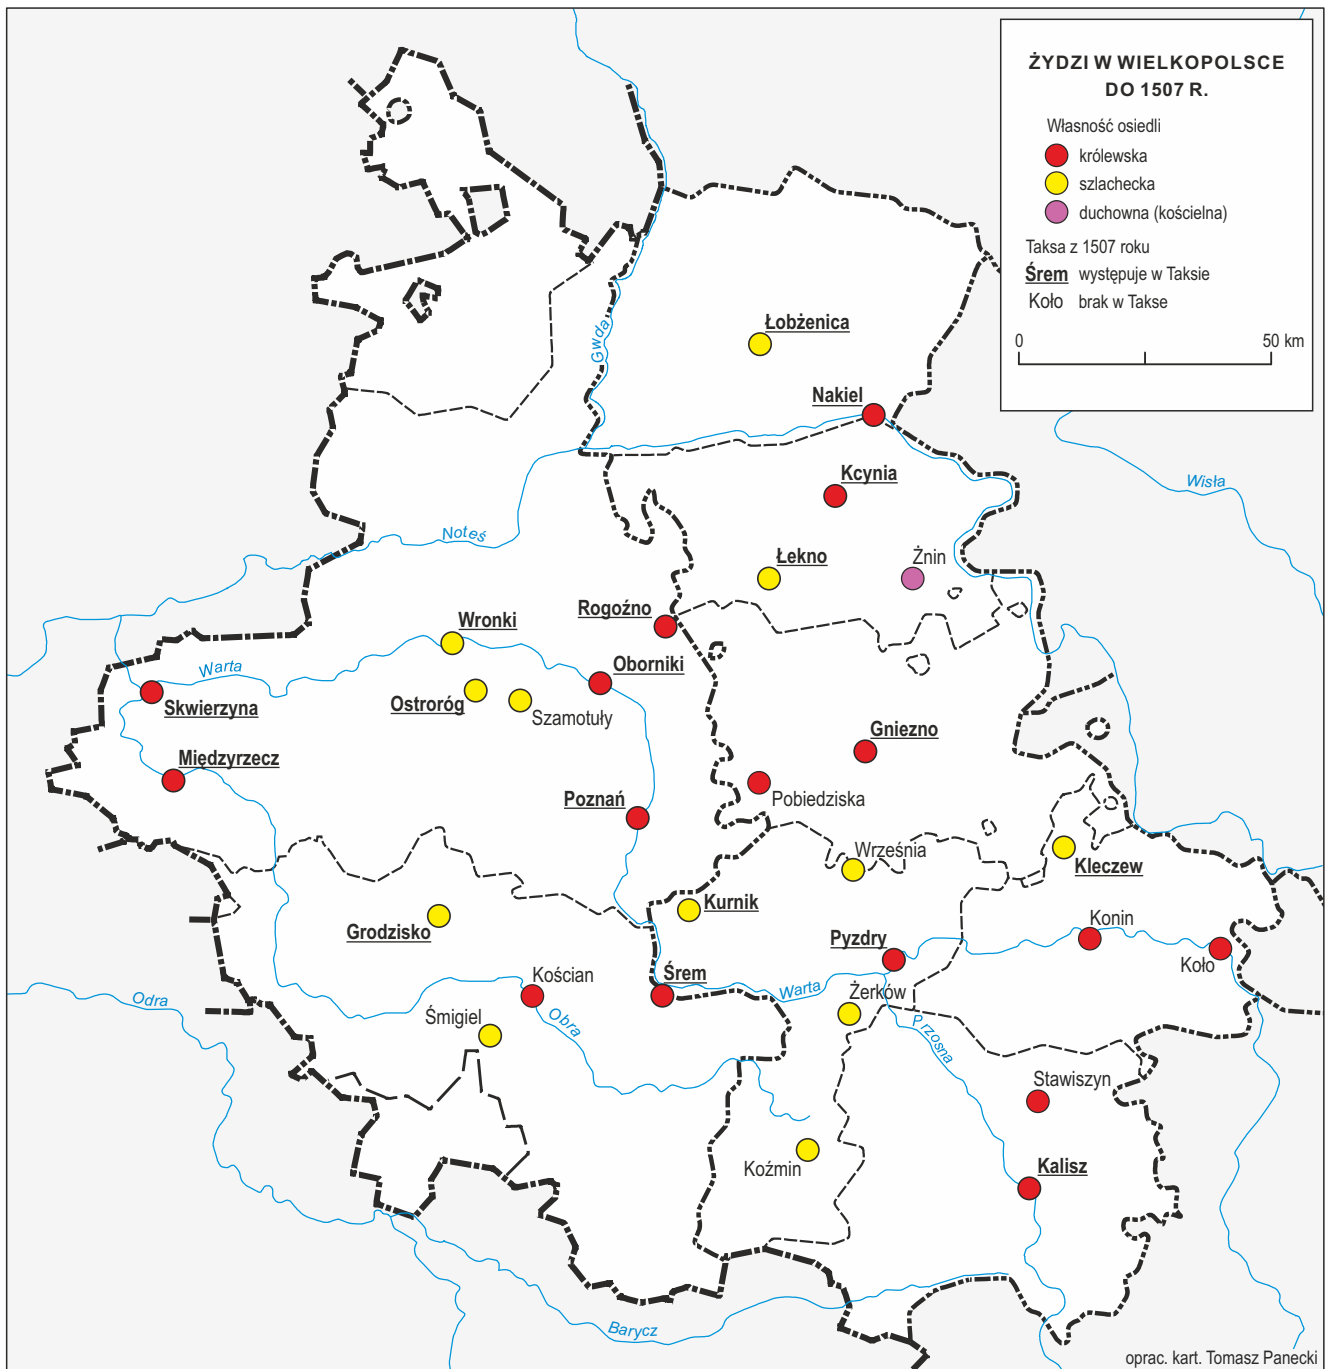 ŻYDZI W WIELKOPOLSCE
DO 1507 R.
Własność osiedli
królewska
szlachecka
duchowna (kościelna)
Taksa z 1507 roku
Śrem występuje w Taksie
Koło brak w Takse
0 50 km
Gwda
Łobżenica
Nakiel
Kcynia
Wisła
Noteś
Łekno
Żnin
Rogoźno
Wronki
Oborniki
Warta
Skwierzyna
Ostroróg
Szamotuły
Gniezno
Międzyrzecz
Pobiedziska
Poznań
Września
Kleczew
Kurnik
Grodzisko
Pyzdry
Konin
Koło
Kościan
Śrem
Warta
Żerków
Odra
Śmigiel
Obra
Przosna
Stawiszyn
Koźmin
Kalisz
Barycz
oprac. kart. Tomasz Panecki